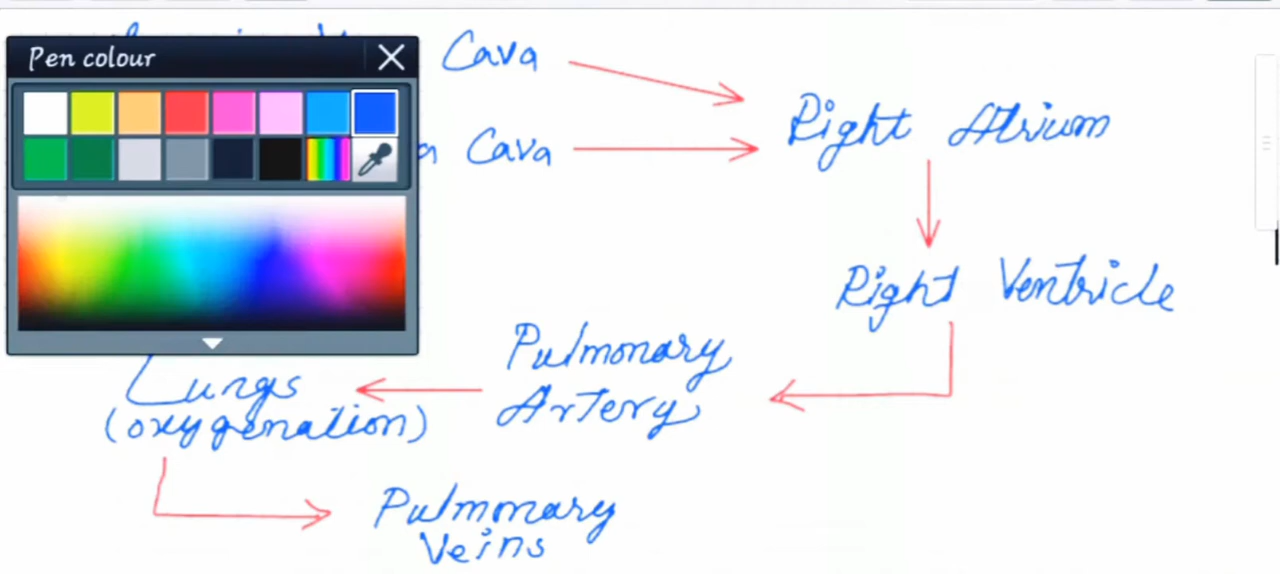 Pen colour
Cava
Right Atrium
a Cava
Right Ventricle
Pulmonary
Artery
Lungs
(oxygenation)
Pulmonary
Veins